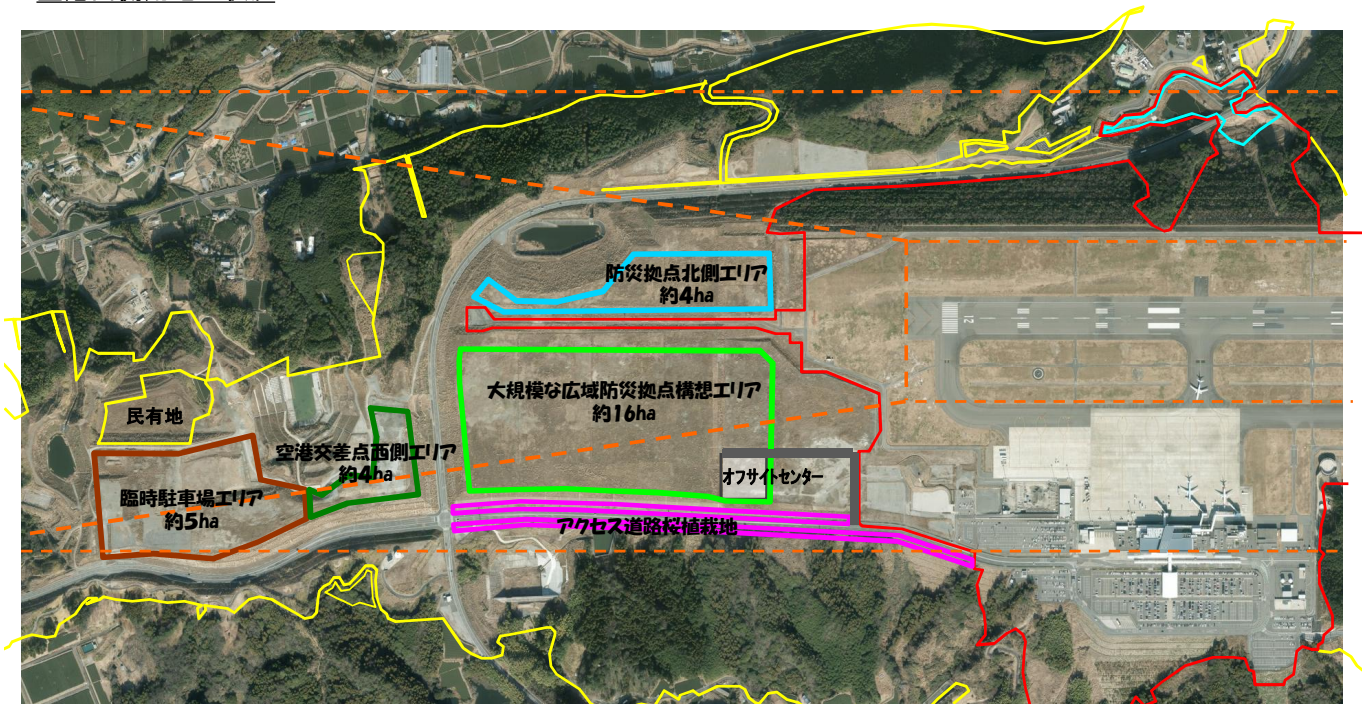 防災拠点北側エリア
約4ha
大規模な広域防災拠点構想エリア
約16ha
民有地
空港交差点西側エリア
約4ha
オフサイトセンター
臨時駐車場エリア
約5ha
アクセス道路桜植栽地
12